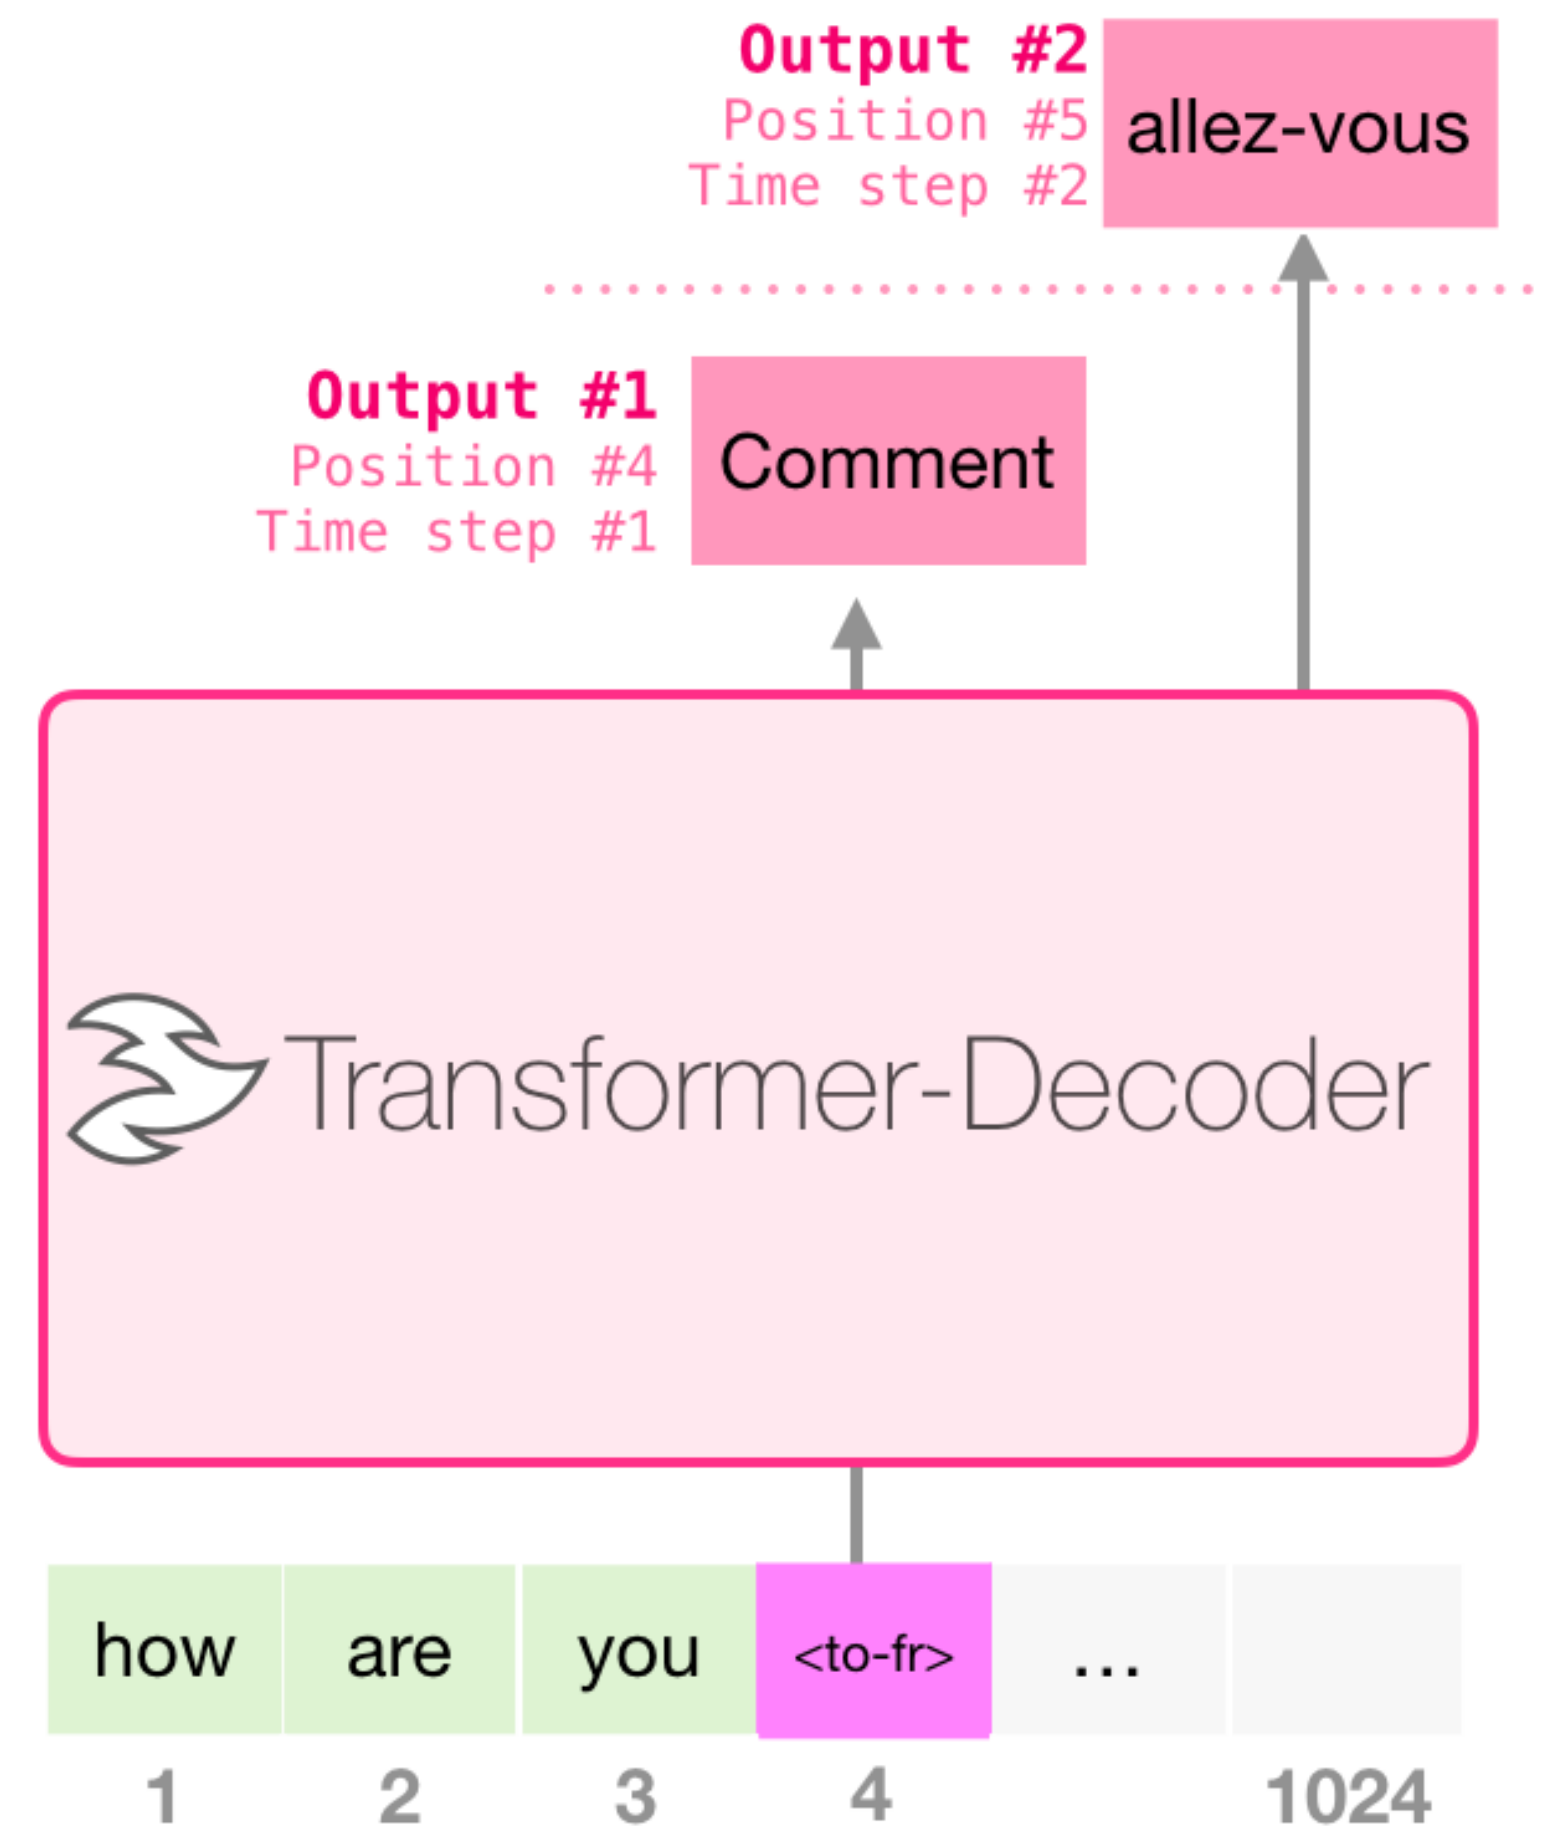 Output #2
Position #5
Time step #2
allez-vous
Output #1
Position #4
Time step #1
Comment
Transformer-Decoder
how are you <to-fr> ...
1 2 3 4 1024